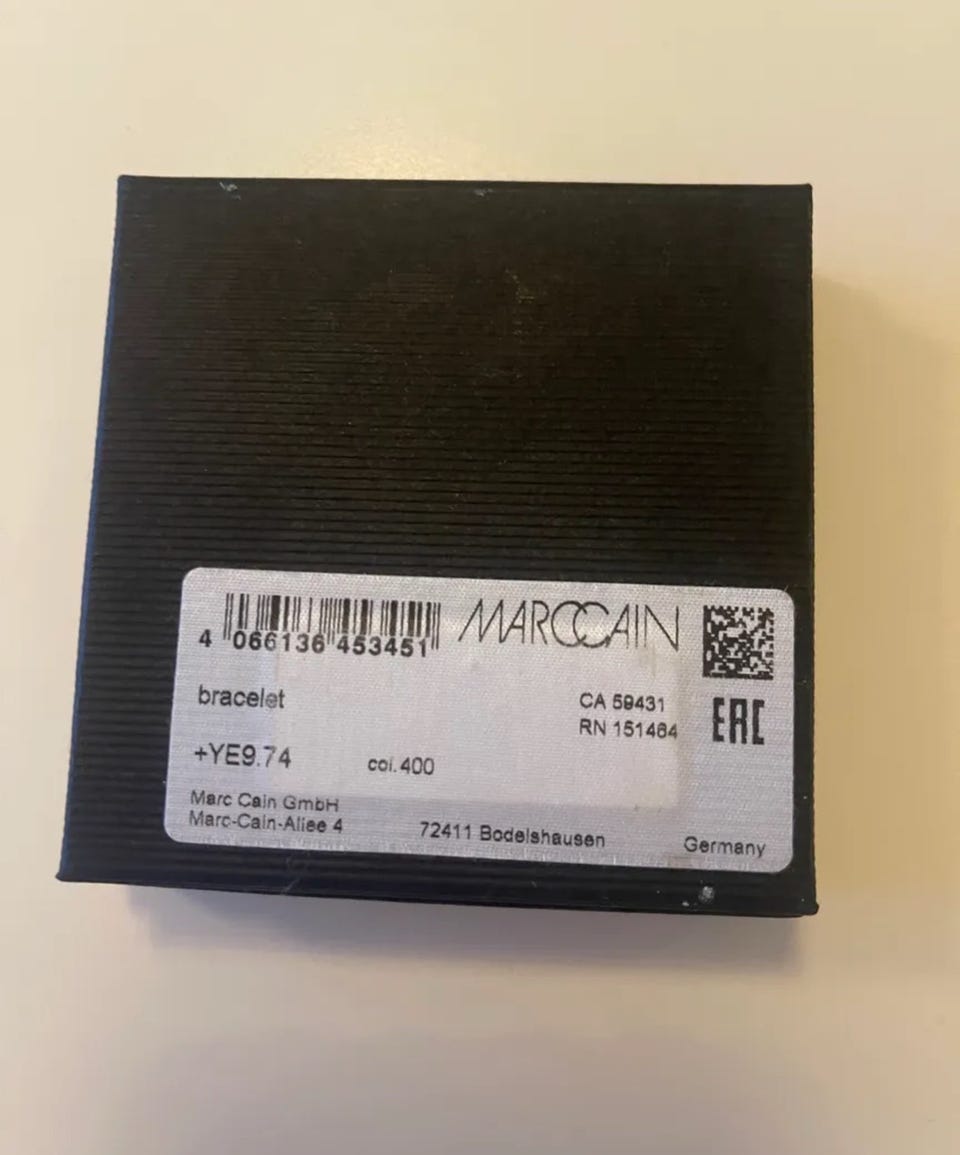 4 066136 453451
MARCCAIN
bracelet
CA 59431
RN 151484
EAC
+YE9.74
col. 400
Marc Cain GmbH
Marc-Cain-Allee 4
72411 Bodelshausen
Germany